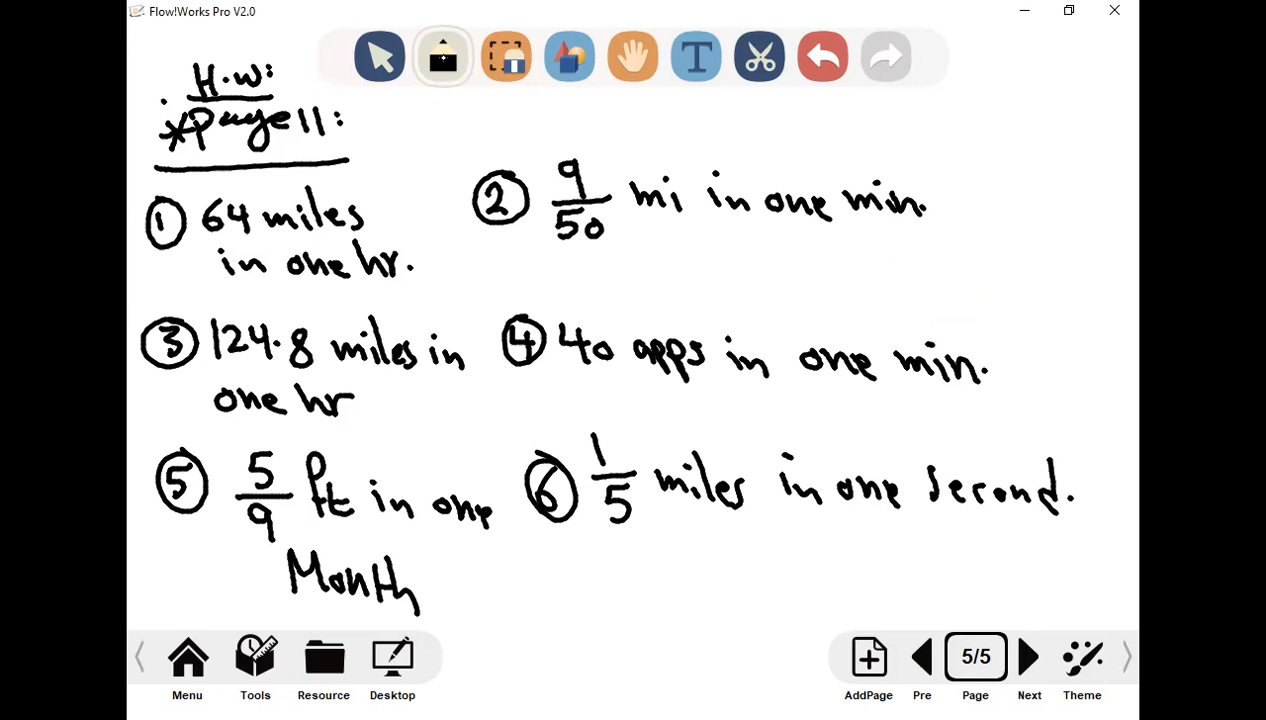 Flow!Works Pro V2.0
H.W:
*Page 11:
① 64 miles
in one hr.
② 9/50 mi in one min.
③ 124.8 miles in
one hr
④ 40 apps in one min.
⑤ 5/9 ft in one
Month
⑥ 1/5 miles in one second.
Menu Tools Resource Desktop
5/5
AddPage Pre Page Next Theme